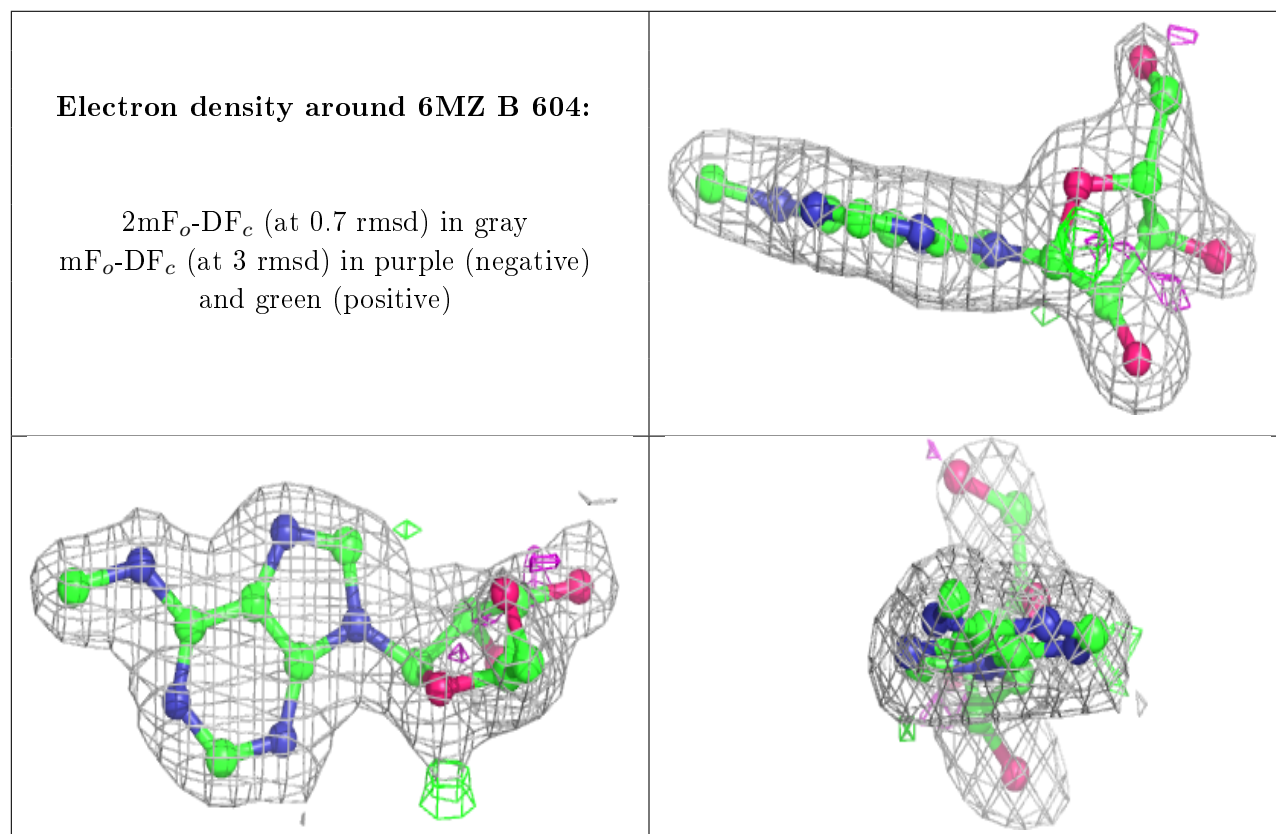 Electron density around 6MZ B 604:
2mFₒ-DF𝒸 (at 0.7 rmsd) in gray
mFₒ-DF𝒸 (at 3 rmsd) in purple (negative)
and green (positive)